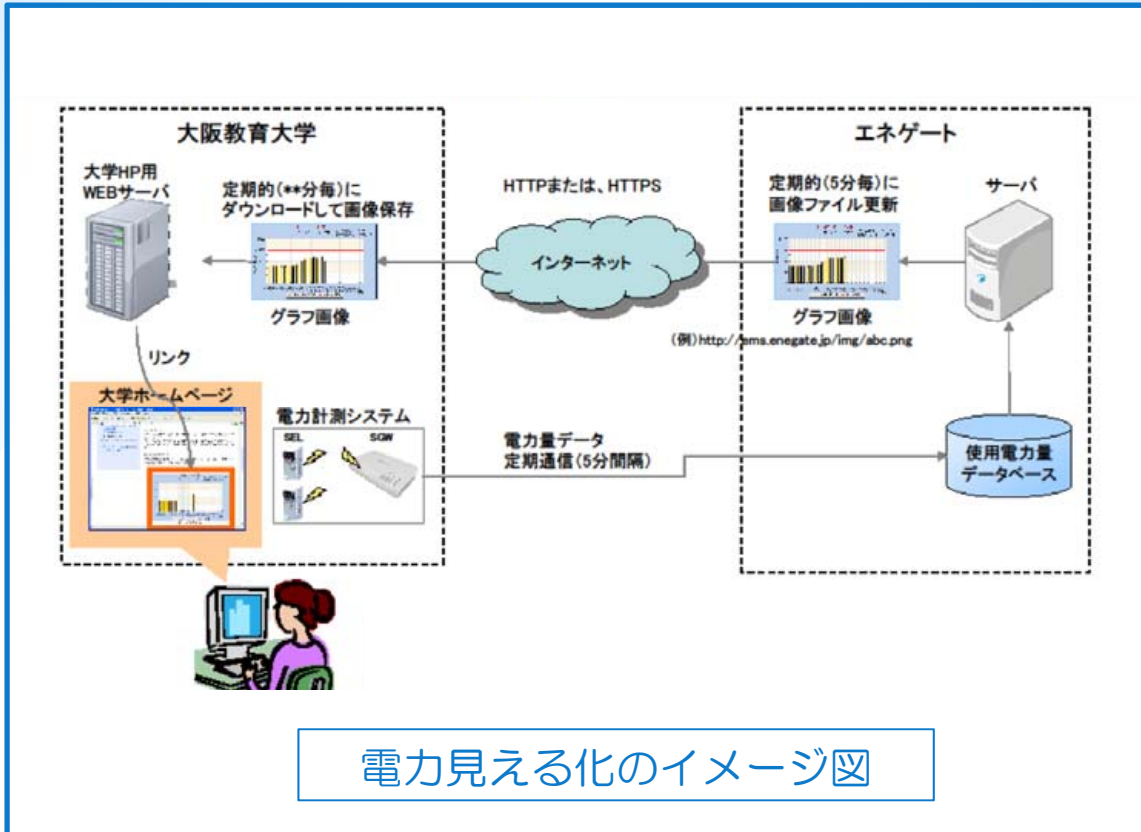 大阪教育大学
大学HP用
WEBサーバ
定期的(**分毎)に
ダウンロードして画像保存
グラフ画像
リンク
大学ホームページ
電力計測システム
SEL
SGW
HTTPまたは、HTTPS
インターネット
電力量データ
定期通信(5分間隔)
エネゲート
定期的(5分毎)に
画像ファイル更新
サーバ
グラフ画像
(例)http://ems.enegate.jp/img/abc.png
使用電力量
データベース
電力見える化のイメージ図